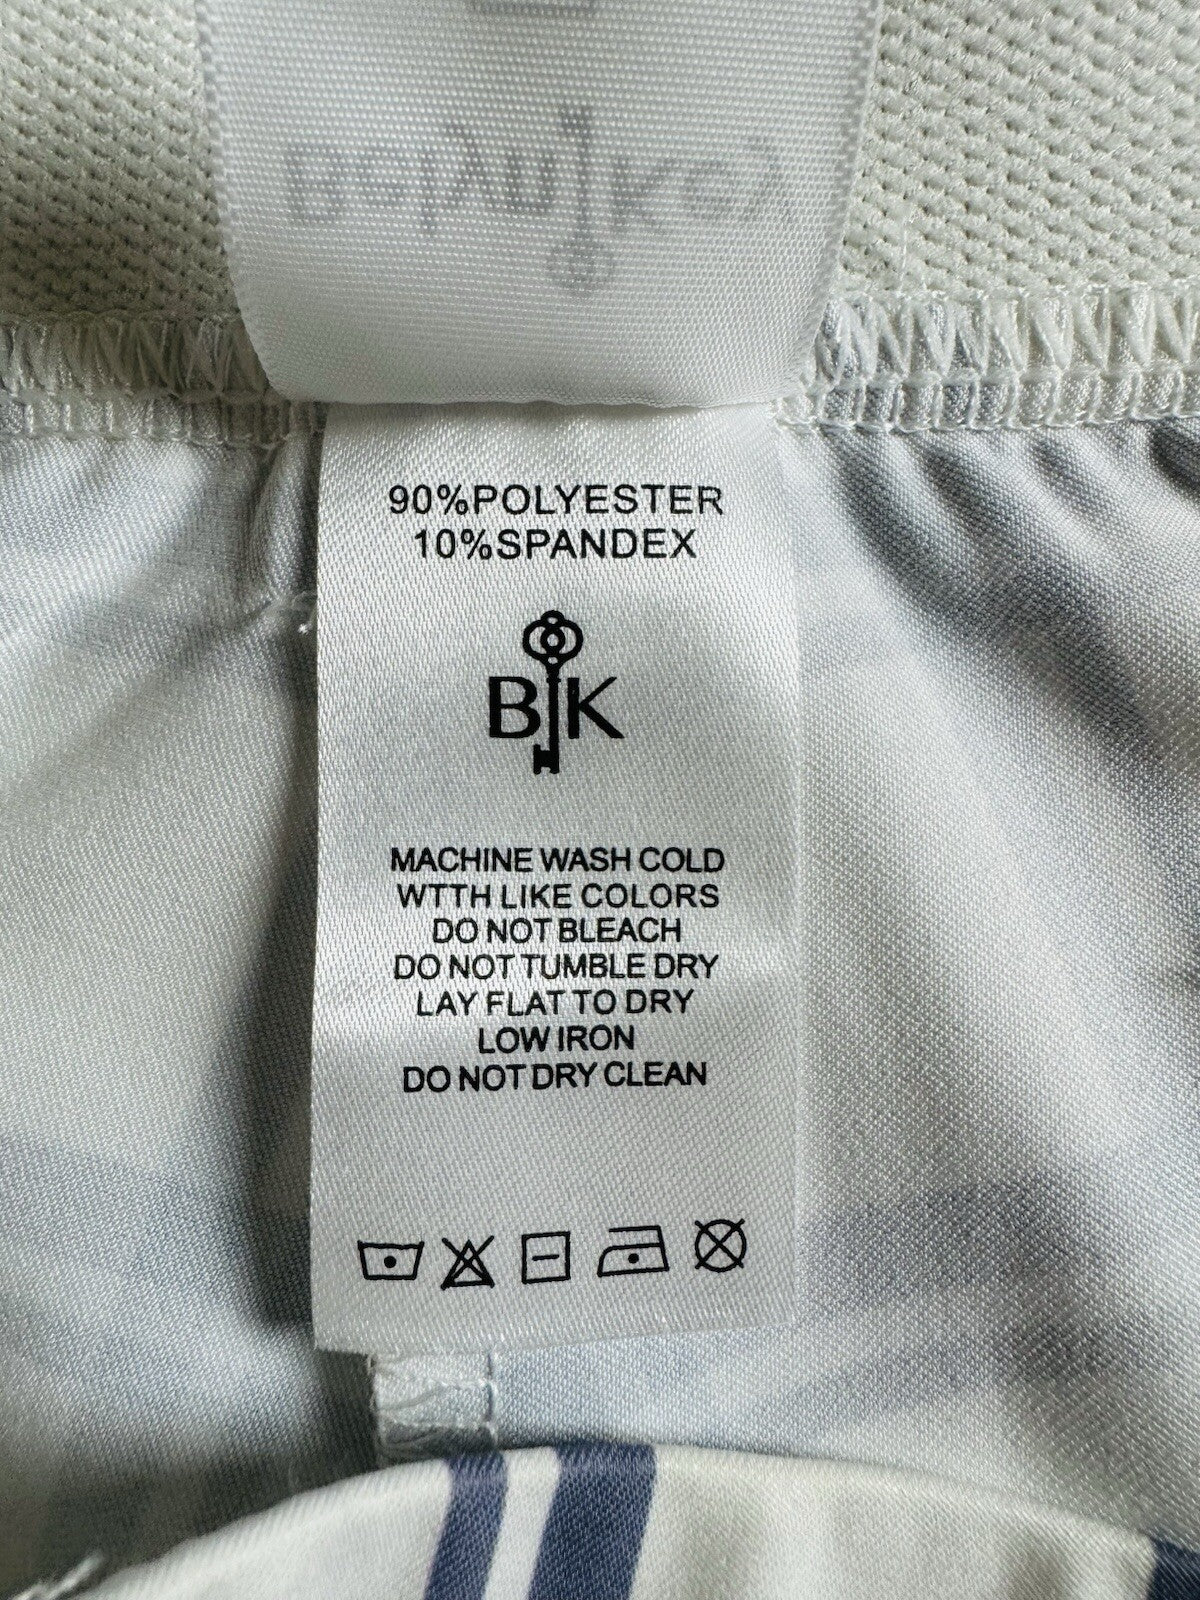 90%POLYESTER
10%SPANDEX
BK
MACHINE WASH COLD
WTTH LIKE COLORS
DO NOT BLEACH
DO NOT TUMBLE DRY
LAY FLAT TO DRY
LOW IRON
DO NOT DRY CLEAN